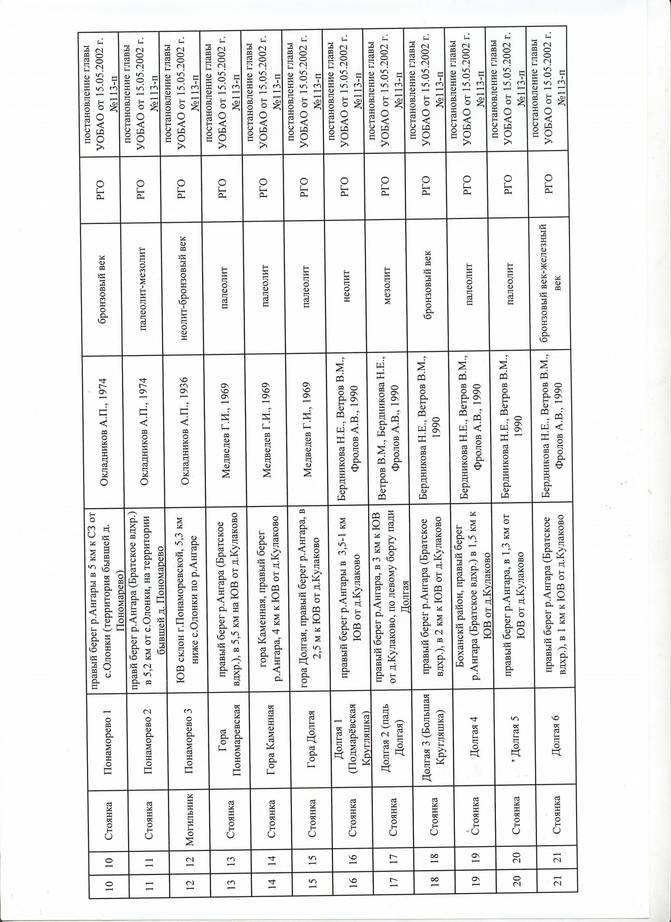 10 10 Стоянка Понаморево 1 правый берег р.Ангары в 5 км к СЗ от бронзовый век РГО постановление главы
с.Олонки (территория бывшей д. Окладников А.П., 1974 УОБАО от 15.05.2002 г.
Пономарево) №113-п
11 11 Стоянка Понаморево 2 правй берег р.Ангара (Братское вдхр.) палеолит-мезолит РГО постановление главы
в 5,2 км от с.Олонки, на территории Окладников А.П., 1974 УОБАО от 15.05.2002 г.
бывшей д. Пономарево №113-п
12 12 Могильник Понаморево 3 ЮВ склон г.Понаморевской, 5,3 км Окладников А.П., 1936 неолит-бронзовый век РГО постановление главы
ниже с.Олонки по р.Ангаре УОБАО от 15.05.2002 г.
№113-п
13 13 Стоянка Гора правый берег р.Ангара (Братское Медведев Г.И., 1969 палеолит РГО постановление главы
Пономаревская вдхр.), в 5,5 км на ЮВ от д.Кулаково УОБАО от 15.05.2002 г.
№113-п
14 14 Стоянка Гора Каменная гора Каменная, правый берег Медведев Г.И., 1969 палеолит РГО постановление главы
р.Ангара, 4 км к ЮВ от д.Кулаково УОБАО от 15.05.2002 г.
№113-п
15 15 Стоянка Гора Долгая гора Долгая, правый берег р.Ангара, в Медведев Г.И., 1969 палеолит РГО постановление главы
2,5 м к ЮВ от д.Кулаково УОБАО от 15.05.2002 г.
№113-п
16 16 Стоянка Долгая 1 правый берег р.Ангары в 3,5-1 км Бердникова Н.Е., Ветров В.М., неолит РГО постановление главы
(Подмарёвская ЮВ от д.Кулаково Фролов А.В., 1990 УОБАО от 15.05.2002 г.
Кругляшка) №113-п
17 17 Стоянка Долгая 2 (падь правый берег р.Ангара, в 3 км к ЮВ Ветров В.М., Бердникова Н.Е., мезолит РГО постановление главы
Долгая) от д.Кулаково, по левому борту пади Фролов А.В., 1990 УОБАО от 15.05.2002 г.
Долгая №113-п
18 18 Стоянка Долгая 3 (Большая правый берег р.Ангара (Братское Бердникова Н.Е., Ветров В.М., бронзовый век РГО постановление главы
Кругляшка) вдхр.), в 2 км к ЮВ от д.Кулаково 1990 УОБАО от 15.05.2002 г.
№113-п
19 19 Стоянка Долгая 4 Боханскй район, правый берег Бердникова Н.Е., Ветров В.М., палеолит РГО постановление главы
р.Ангара (Братское вдхр.) в 1,5 км к Фролов А.В., 1990 УОБАО от 15.05.2002 г.
ЮВ от д.Кулаково №113-п
20 20 Стоянка Долгая 5 правый берег р.Ангара, в 1,3 км от Бердникова Н.Е., Ветров В.М., палеолит РГО постановление главы
ЮВ от д.Кулаково 1990 УОБАО от 15.05.2002 г.
№113-п
21 21 Стоянка Долгая 6 правый берег р.Ангара (Братское Бердникова Н.Е., Ветров В.М., бронзовый век-железный РГО постановление главы
вдхр.), в 1 км к ЮВ от д.Кулаково Фролов А.В., 1990 век УОБАО от 15.05.2002 г.
№113-п